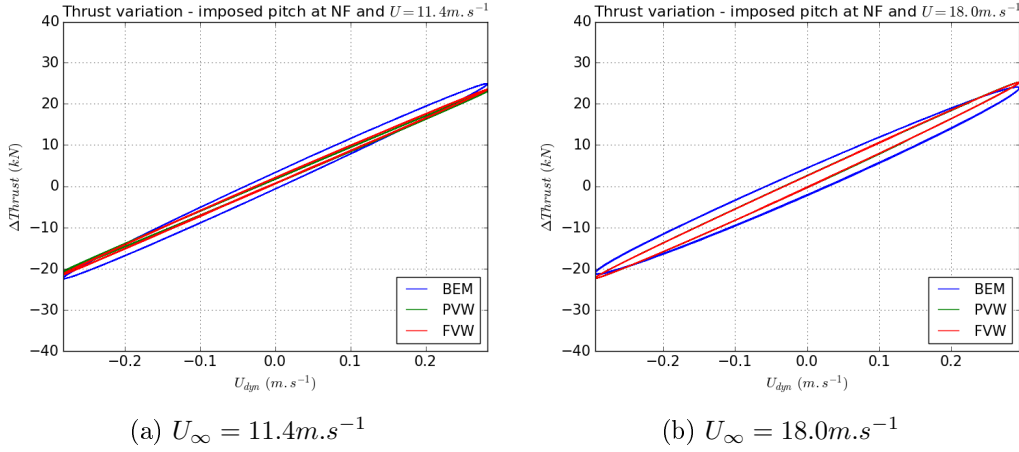 Thrust variation - imposed pitch at NF and U = 11.4m.s⁻¹
40
30
20
10
0
−10
−20
−30
−40
ΔThrust (kN)
BEM
PVW
FVW
−0.2 −0.1 0.0 0.1 0.2
U_dyn (m.s⁻¹)
(a) U∞ = 11.4m.s⁻¹
Thrust variation - imposed pitch at NF and U = 18.0m.s⁻¹
40
30
20
10
0
−10
−20
−30
−40
ΔThrust (kN)
BEM
PVW
FVW
−0.2 −0.1 0.0 0.1 0.2
U_dyn (m.s⁻¹)
(b) U∞ = 18.0m.s⁻¹